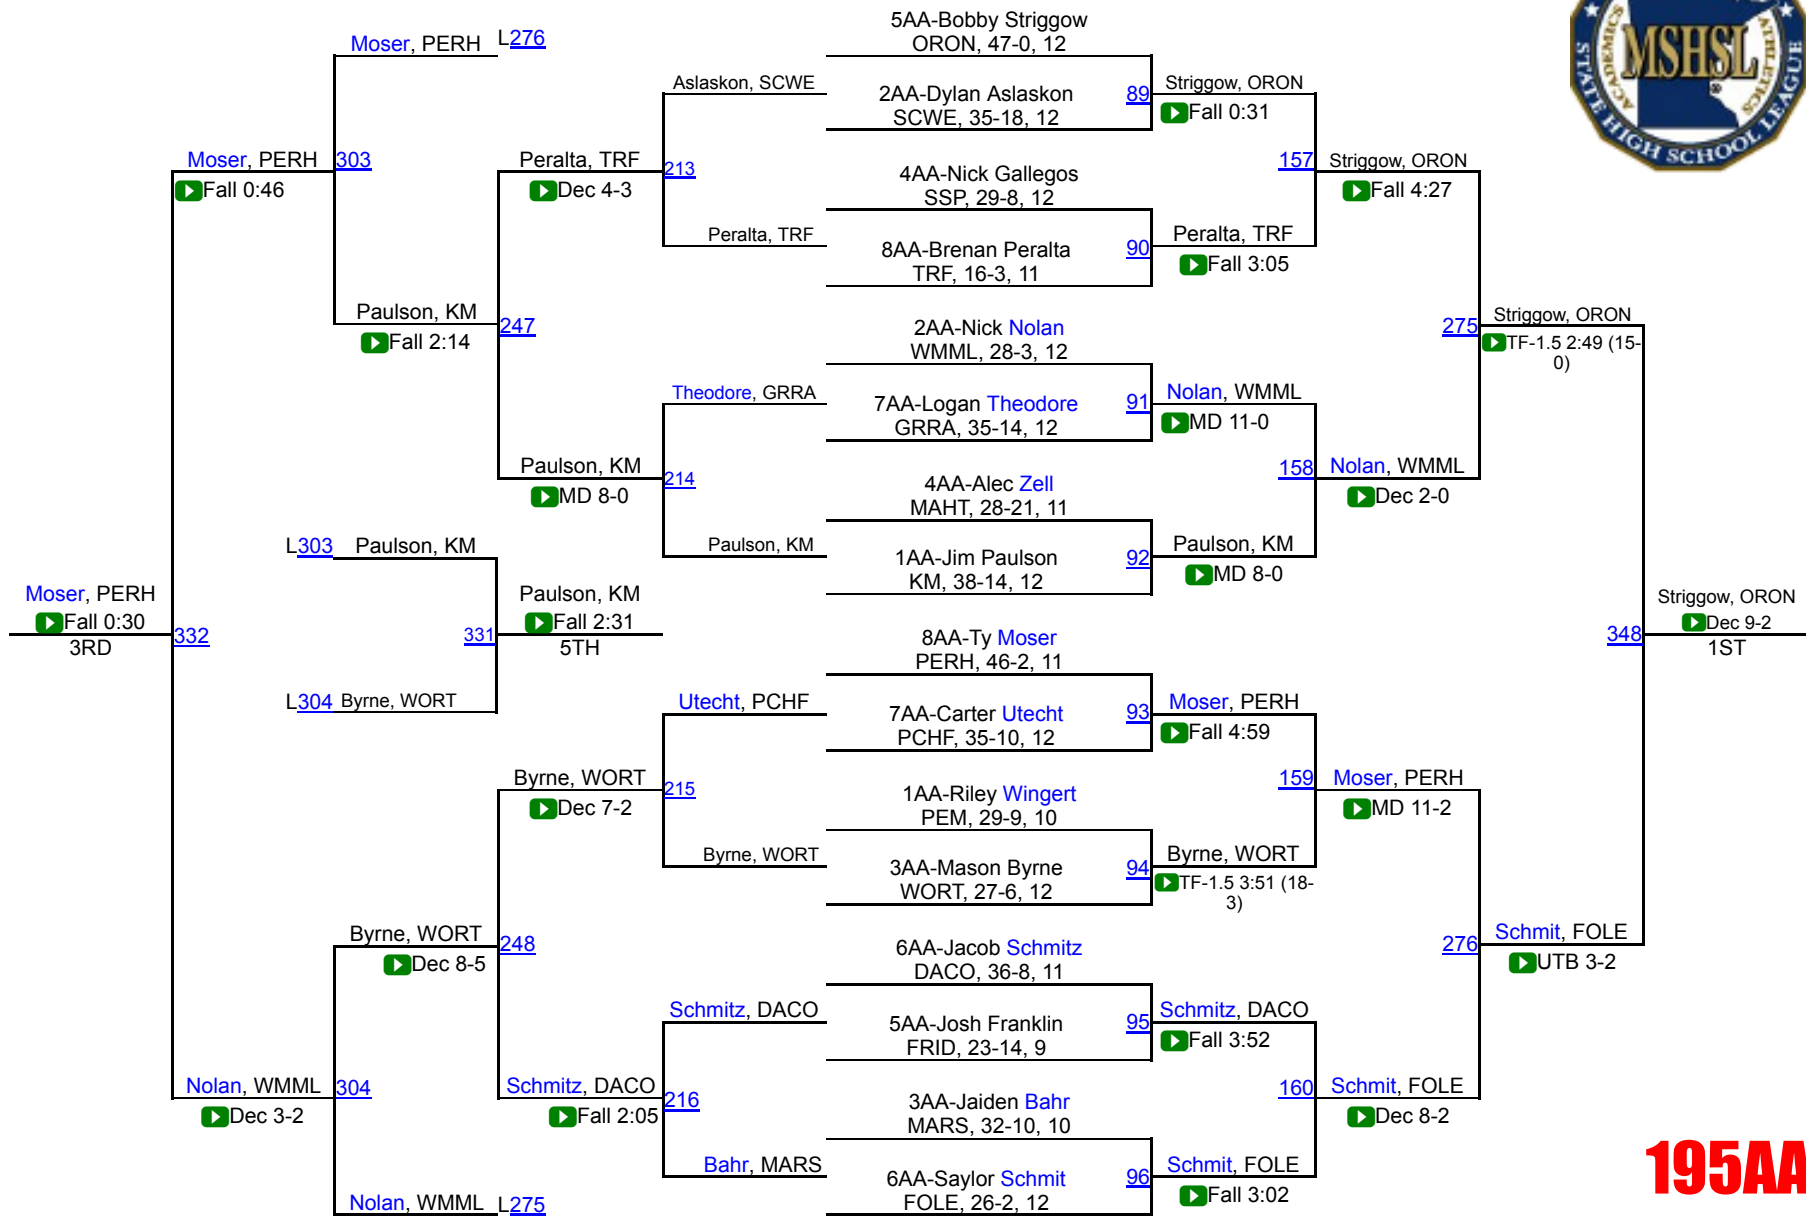 Moser, PERH L276
5AA-Bobby Striggow
ORON, 47-0, 12
Aslaskon, SCWE
2AA-Dylan Aslaskon
SCWE, 35-18, 12
89
Striggow, ORON
Fall 0:31
Moser, PERH
Fall 0:46
303
Peralta, TRF
Dec 4-3
213
4AA-Nick Gallegos
SSP, 29-8, 12
157
Striggow, ORON
Fall 4:27
Peralta, TRF
8AA-Brenan Peralta
TRF, 16-3, 11
90
Peralta, TRF
Fall 3:05
Paulson, KM
Fall 2:14
247
2AA-Nick Nolan
WMML, 28-3, 12
275
Striggow, ORON
TF-1.5 2:49 (15-
0)
Theodore, GRRA
7AA-Logan Theodore
GRRA, 35-14, 12
91
Nolan, WMML
MD 11-0
Paulson, KM
MD 8-0
214
4AA-Alec Zell
MAHT, 28-21, 11
158
Nolan, WMML
Dec 2-0
L303 Paulson, KM
Paulson, KM
1AA-Jim Paulson
KM, 38-14, 12
92
Paulson, KM
MD 8-0
Moser, PERH
Fall 0:30
3RD
332
331
Paulson, KM
Fall 2:31
5TH
8AA-Ty Moser
PERH, 46-2, 11
348
Striggow, ORON
Dec 9-2
1ST
L304 Byrne, WORT
Utecht, PCHF
7AA-Carter Utecht
PCHF, 35-10, 12
93
Moser, PERH
Fall 4:59
Byrne, WORT
Dec 7-2
215
1AA-Riley Wingert
PEM, 29-9, 10
159
Moser, PERH
MD 11-2
Byrne, WORT
3AA-Mason Byrne
WORT, 27-6, 12
94
Byrne, WORT
TF-1.5 3:51 (18-
3)
Byrne, WORT
Dec 8-5
248
6AA-Jacob Schmitz
DACO, 36-8, 11
276
Schmit, FOLE
UTB 3-2
Schmitz, DACO
5AA-Josh Franklin
FRID, 23-14, 9
95
Schmitz, DACO
Fall 3:52
Nolan, WMML
Dec 3-2
304
Schmitz, DACO
Fall 2:05
216
3AA-Jaiden Bahr
MARS, 32-10, 10
160
Schmit, FOLE
Dec 8-2
Bahr, MARS
6AA-Saylor Schmit
FOLE, 26-2, 12
96
Schmit, FOLE
Fall 3:02
Nolan, WMML L275
195AA
MSHSL
ACADEMICS
ATHLETICS
STATE HIGH SCHOOL LEAGUE